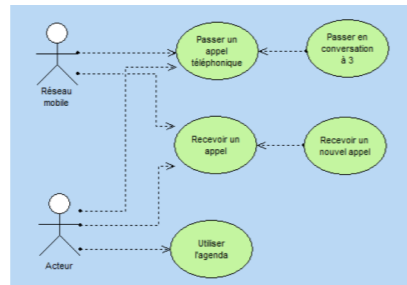 Passer un
appel
téléphonique
Passer en
conversation
à 3
Réseau
mobile
Recevoir un
appel
Recevoir un
nouvel appel
Utiliser
l'agenda
Acteur